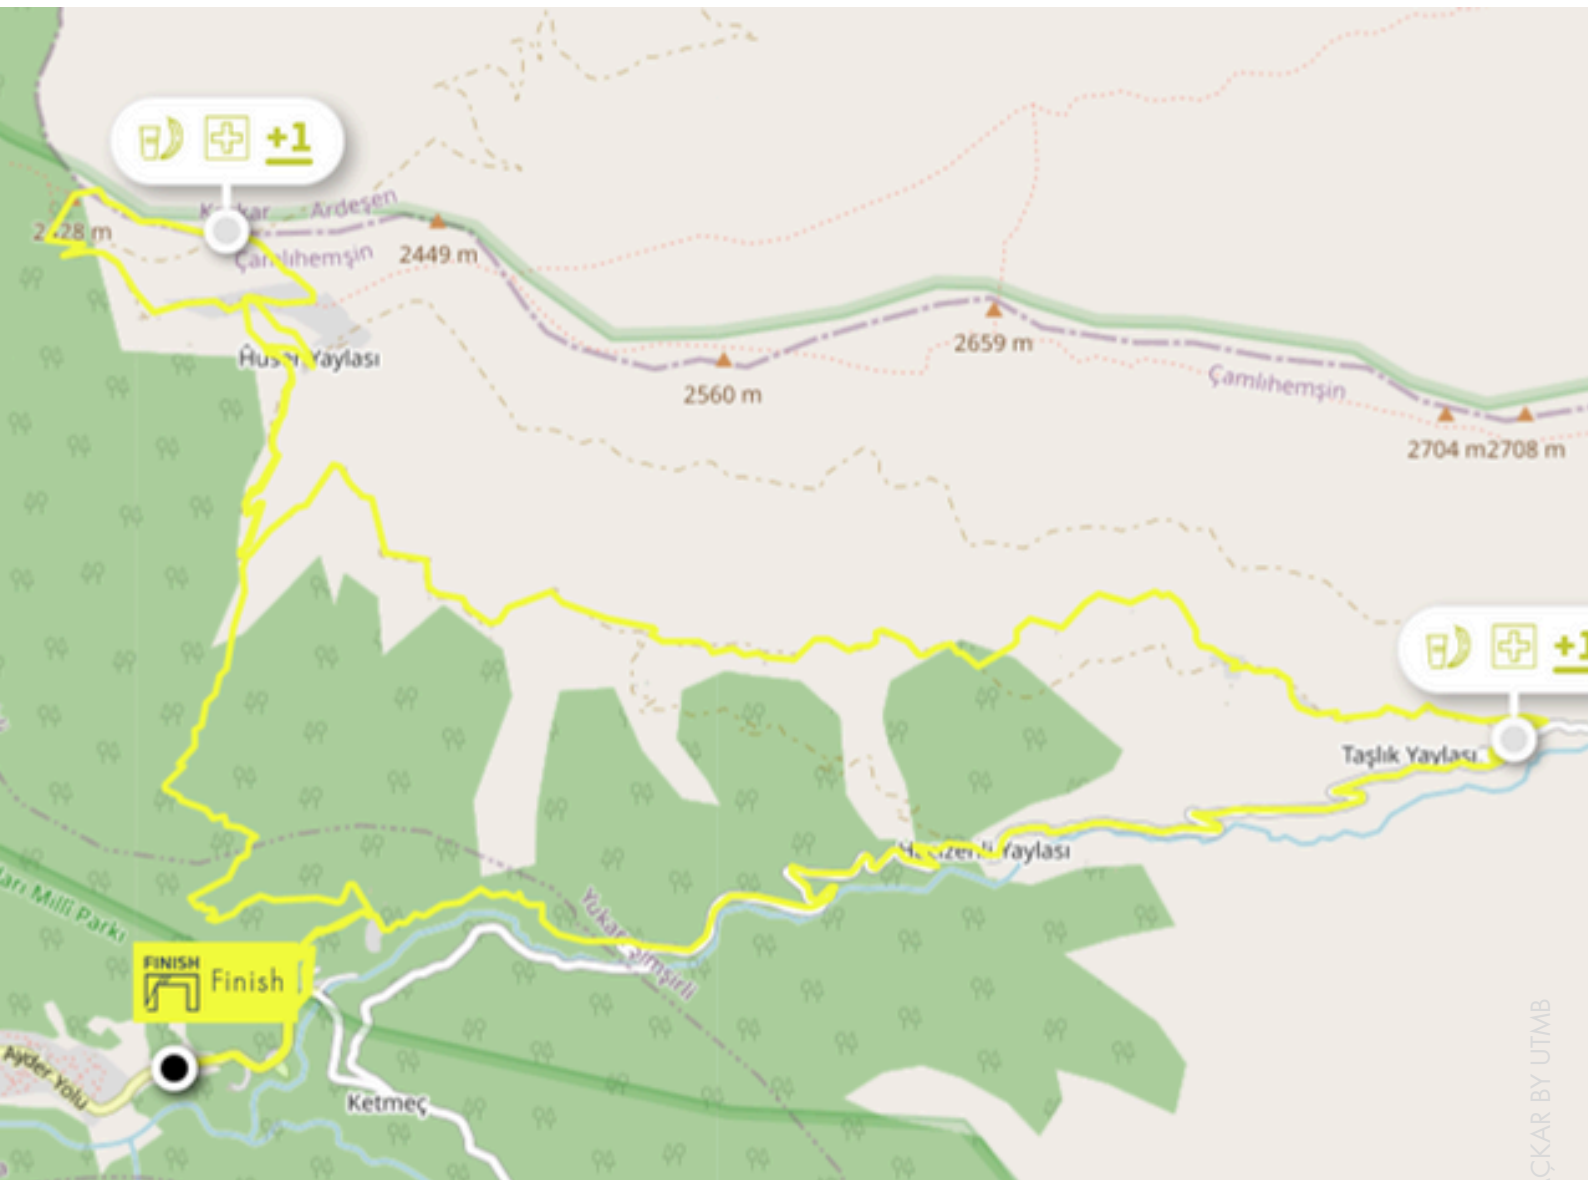 +1
Ardeşen
2449 m
Çamlıhemşin
Yaylası
2560 m
2659 m
Çamlıhemşin
2704 m
2708 m
+1
Taşlık Yaylası
Yaylası
Milli Parkı
FINISH
Finish
Ayder Yolu
Ketmeç
ÇKAR BY UTMB